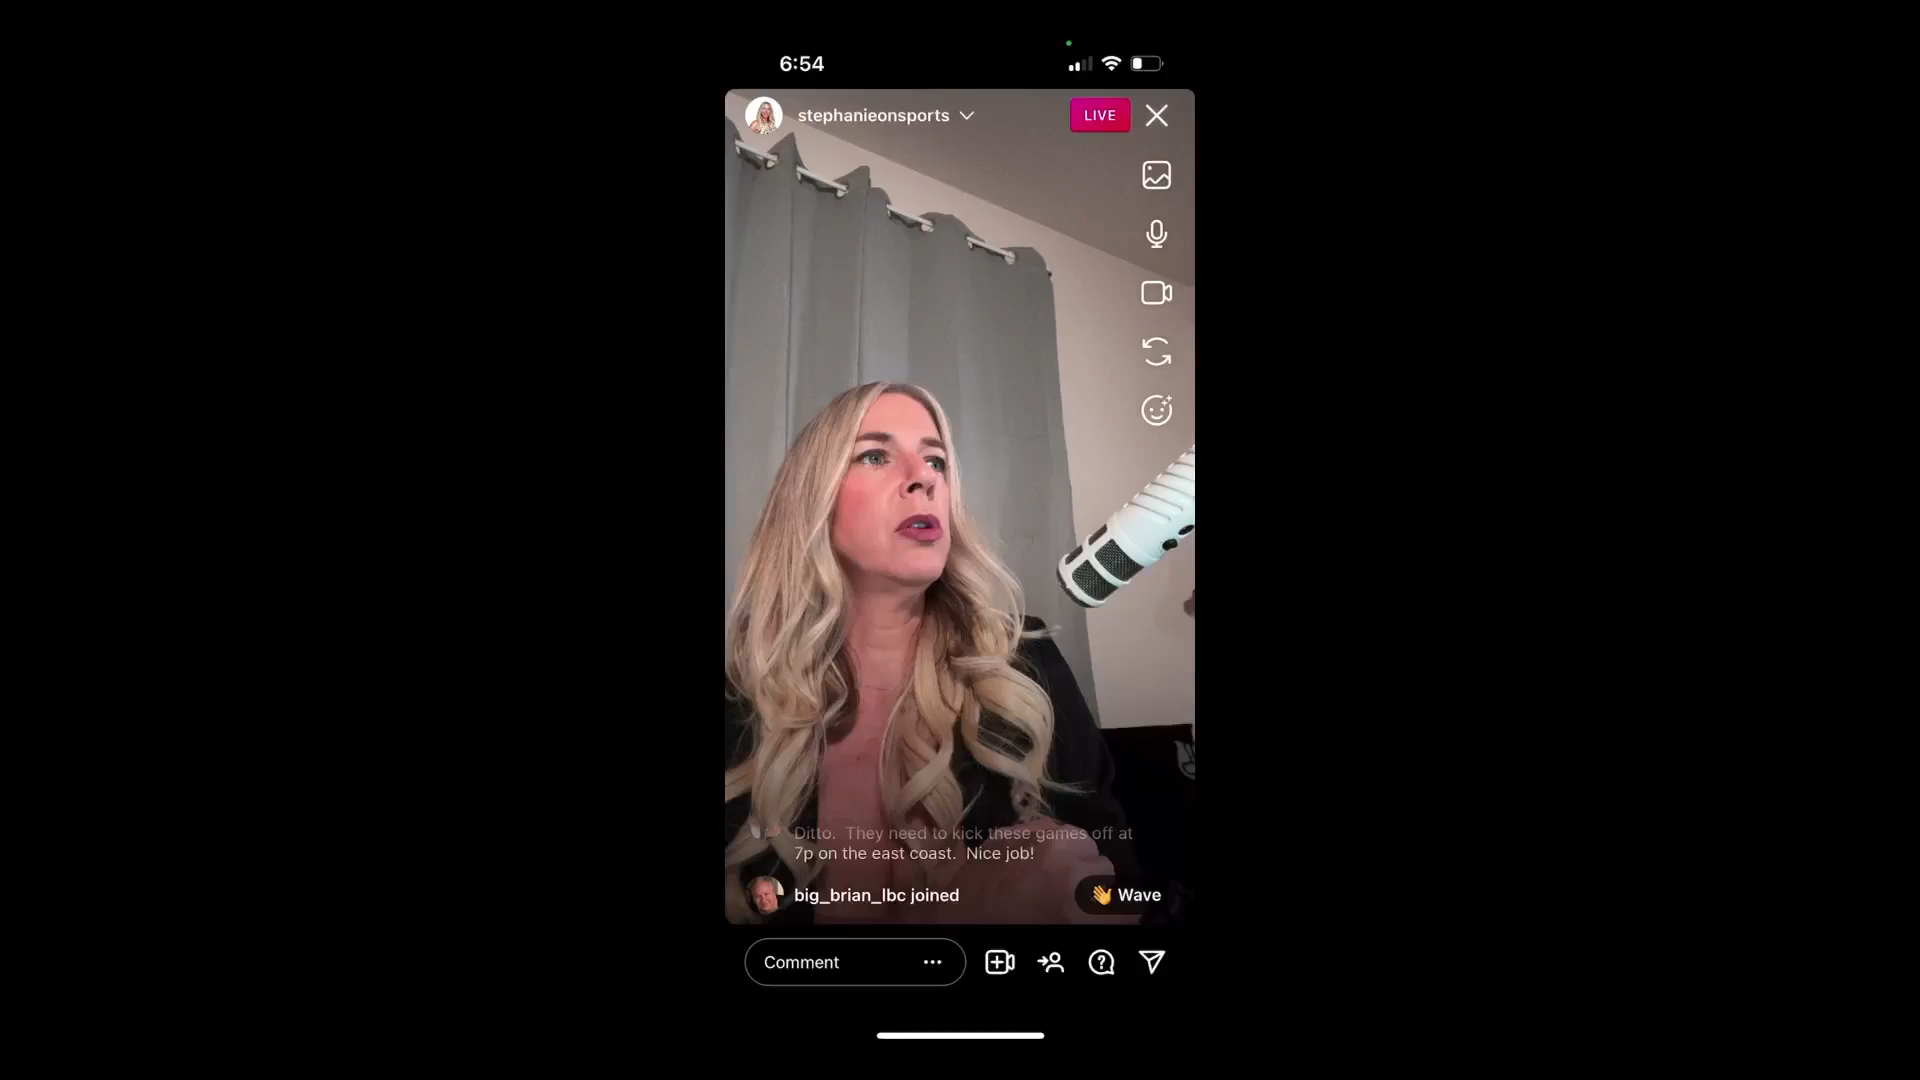 6:54
stephanieonsports
LIVE
Ditto.  They need to kick these games off at
7p on the east coast.  Nice job!
big_brian_lbc joined
Wave
Comment